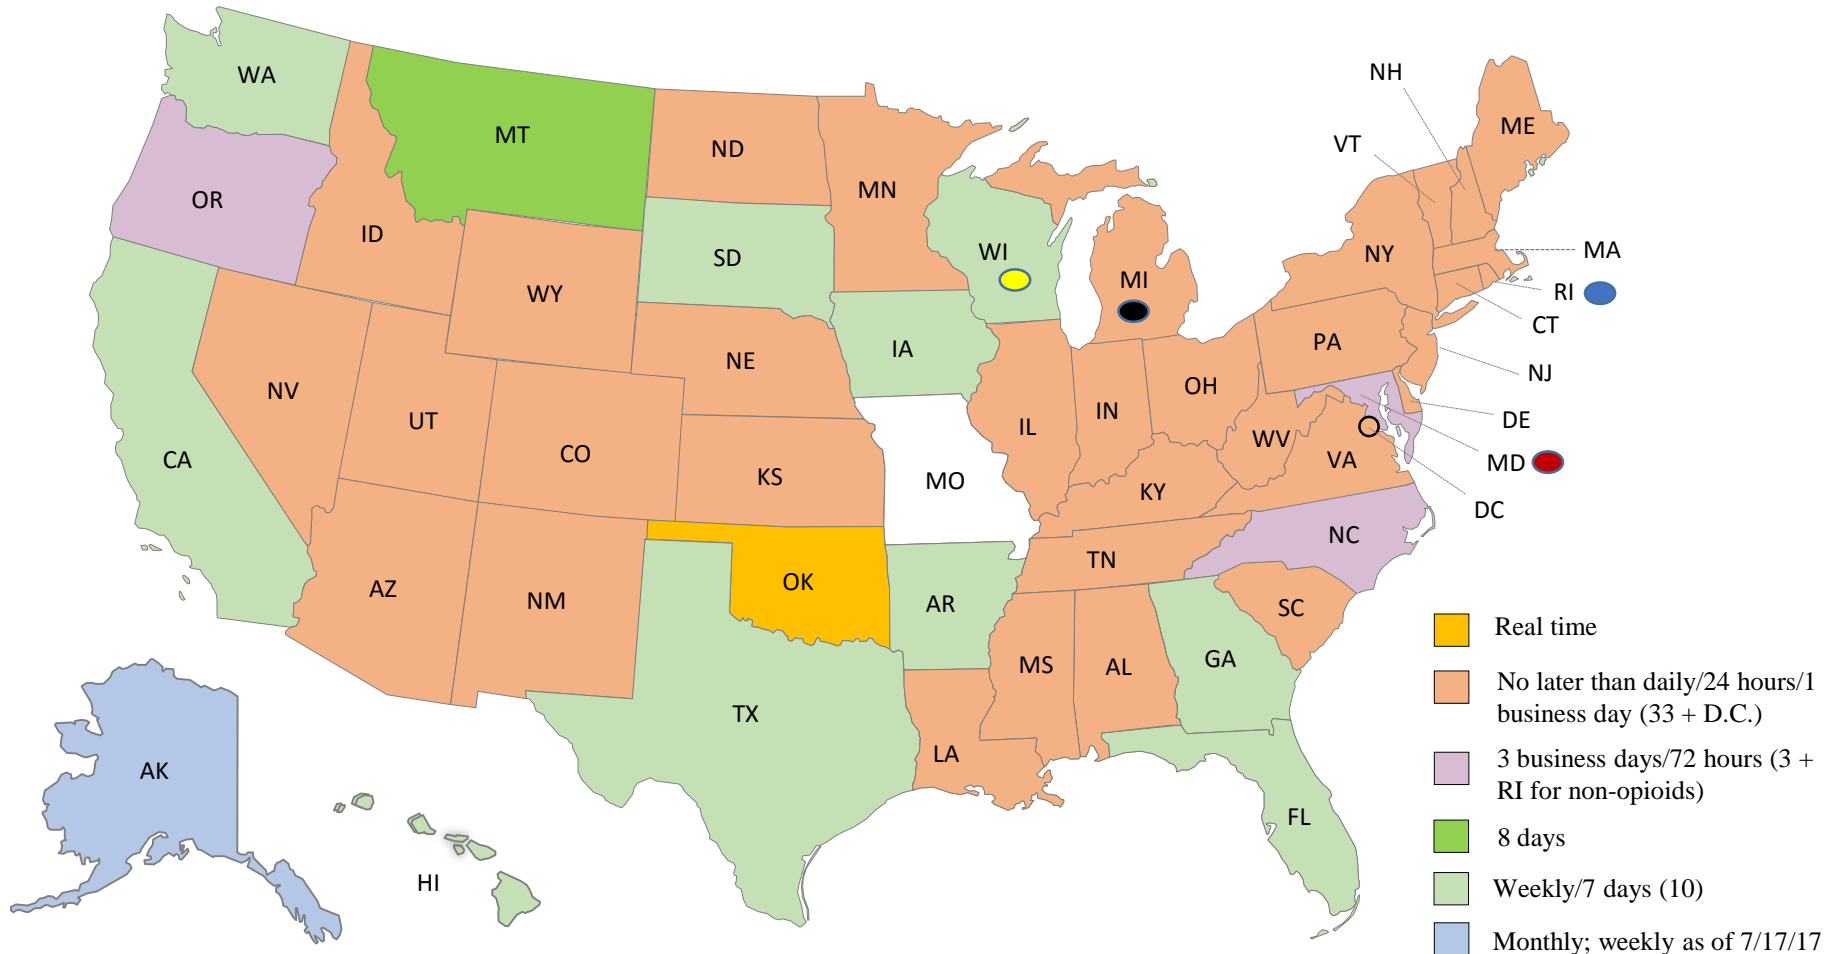 NH
WA
ME
MT
VT
ND
MN
OR
ID
WI
SD
NY
MA
MI
RI
WY
CT
IA
PA
NE
NJ
NV
OH
UT
IN
DE
IL
WV
CO
CA
VA
MD
KS
MO
KY
DC
NC
TN
OK
AZ
NM
AR
SC
Real time
GA
MS
AL
No later than daily/24 hours/1
business day (33 + D.C.)
TX
LA
3 business days/72 hours (3 +
RI for non-opioids)
AK
FL
8 days
HI
Weekly/7 days (10)
Monthly; weekly as of 7/17/17